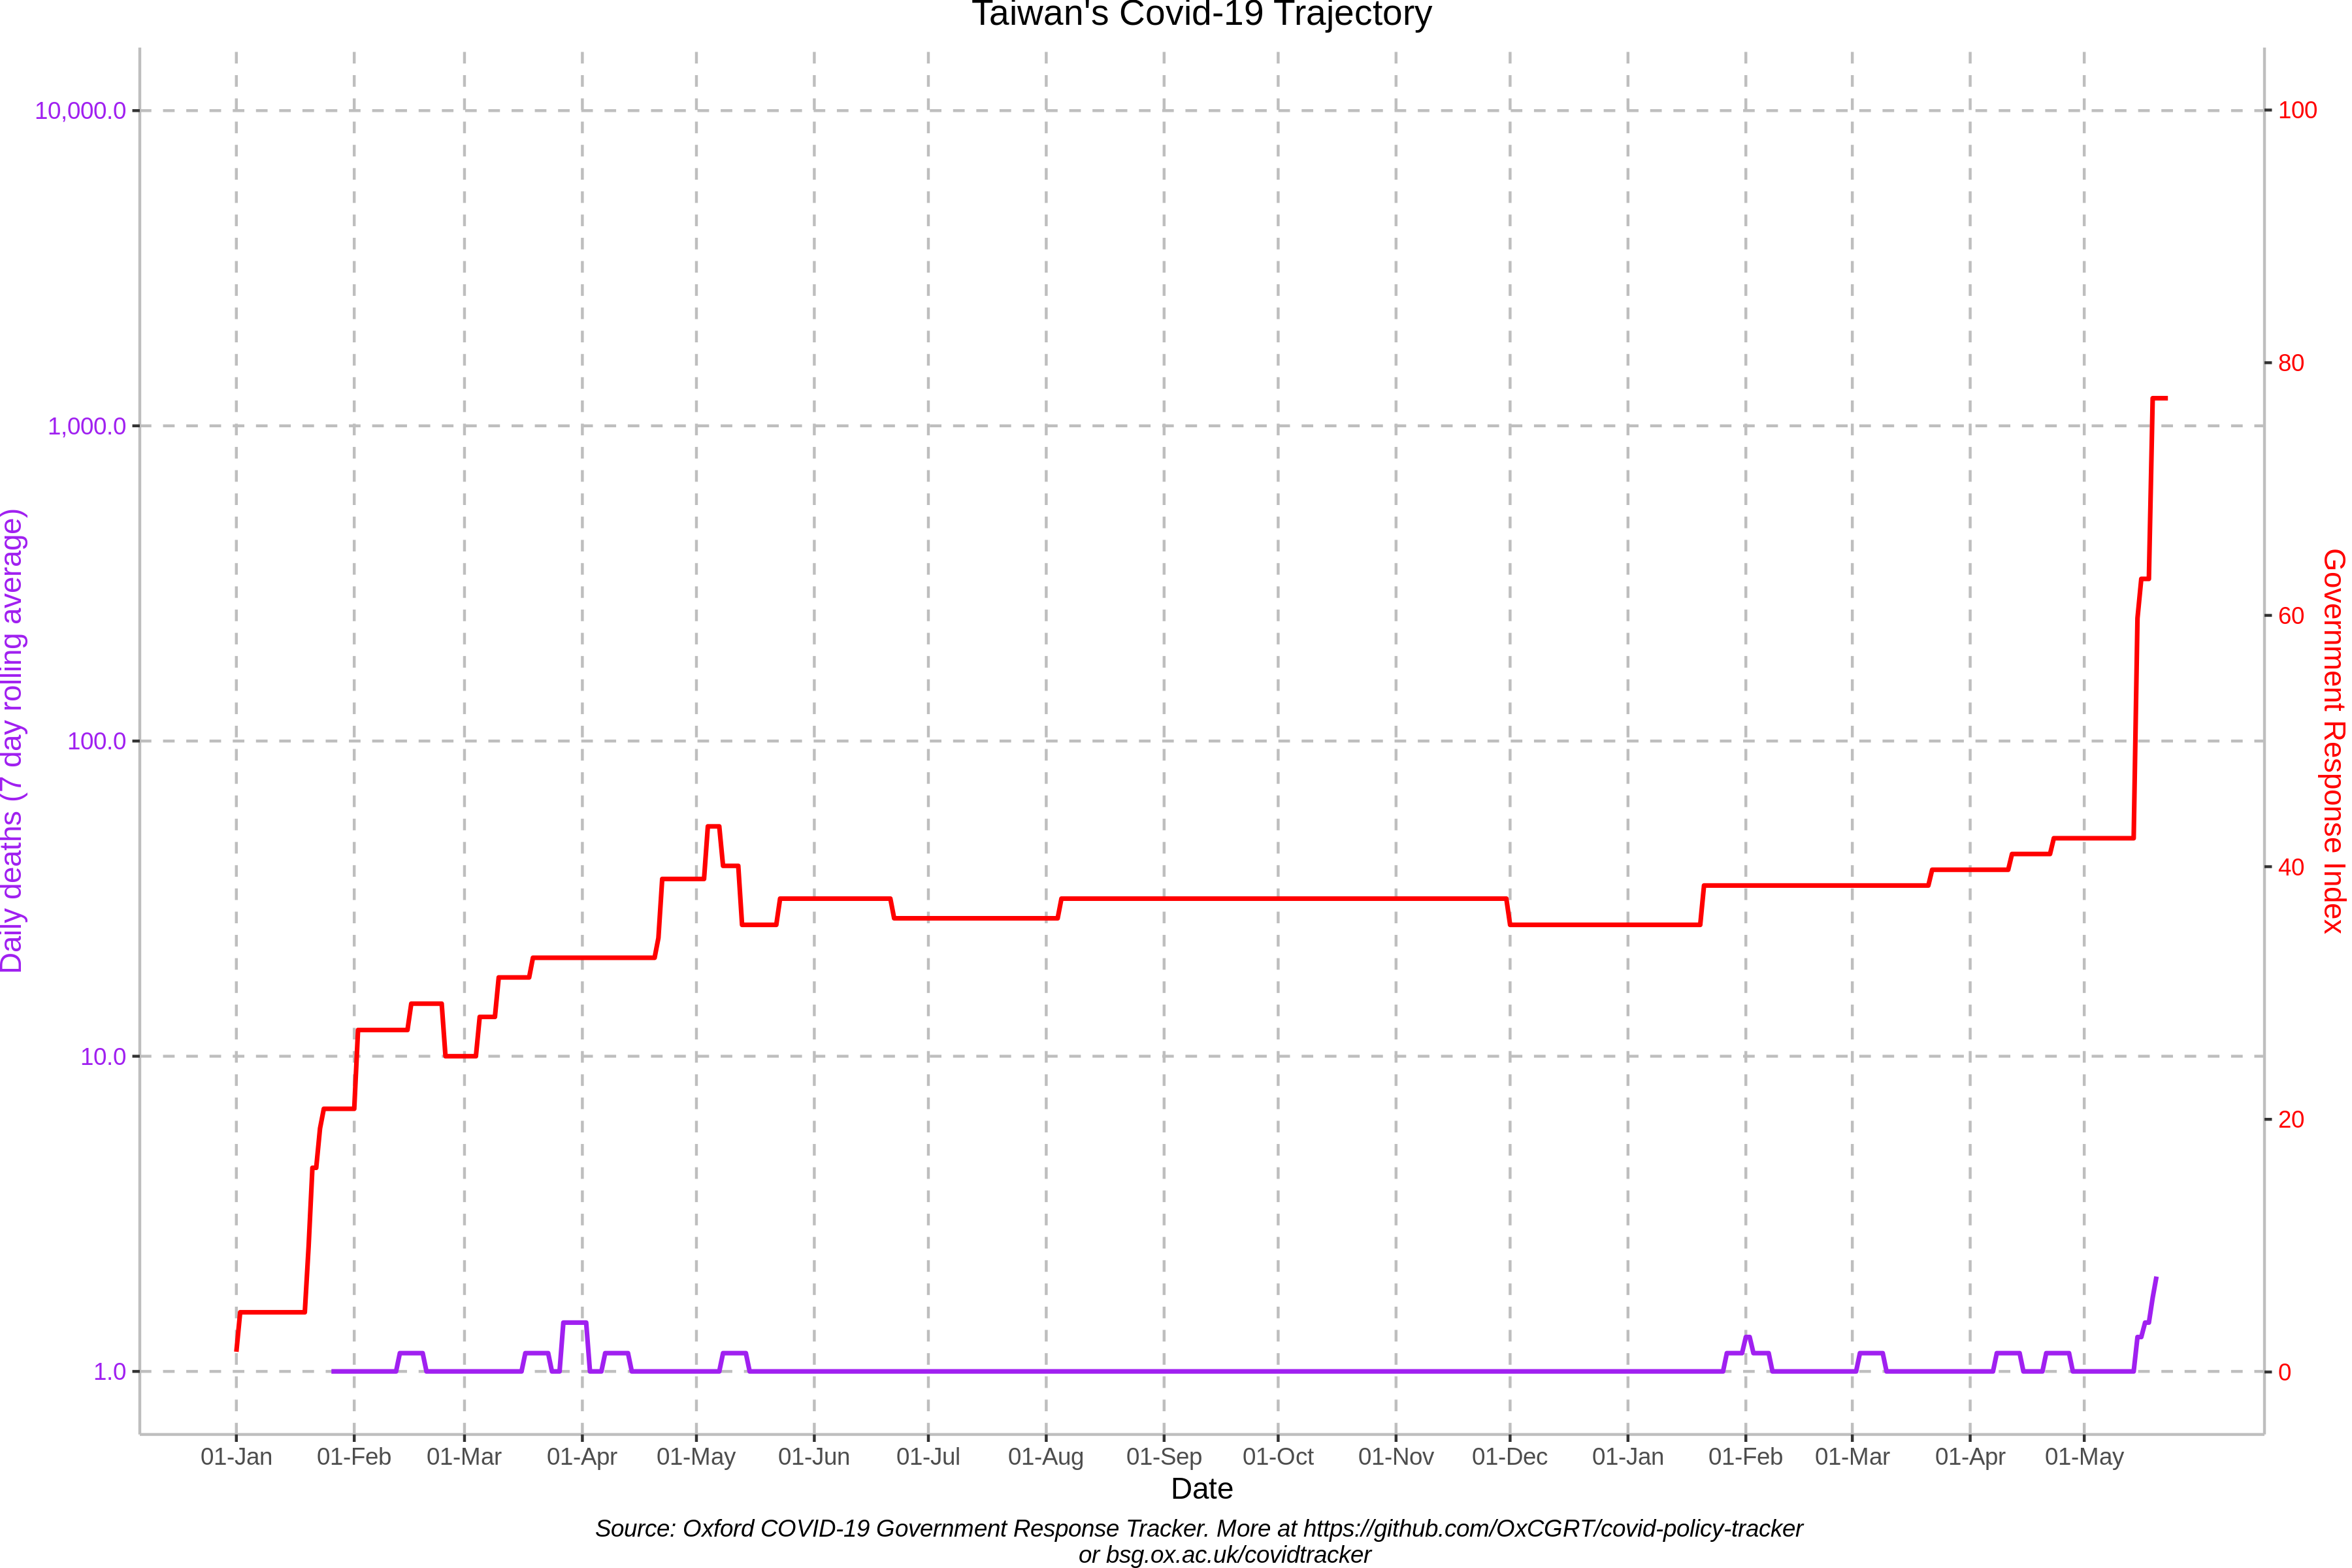 Taiwan's Covid-19 Trajectory
10,000.0
1,000.0
100.0
10.0
1.0
Daily deaths (7 day rolling average)
100
80
60
40
20
0
Government Response Index
01-Jan 01-Feb 01-Mar 01-Apr 01-May 01-Jun 01-Jul 01-Aug 01-Sep 01-Oct 01-Nov 01-Dec 01-Jan 01-Feb 01-Mar 01-Apr 01-May
Date
Source: Oxford COVID-19 Government Response Tracker. More at https://github.com/OxCGRT/covid-policy-tracker
or bsg.ox.ac.uk/covidtracker